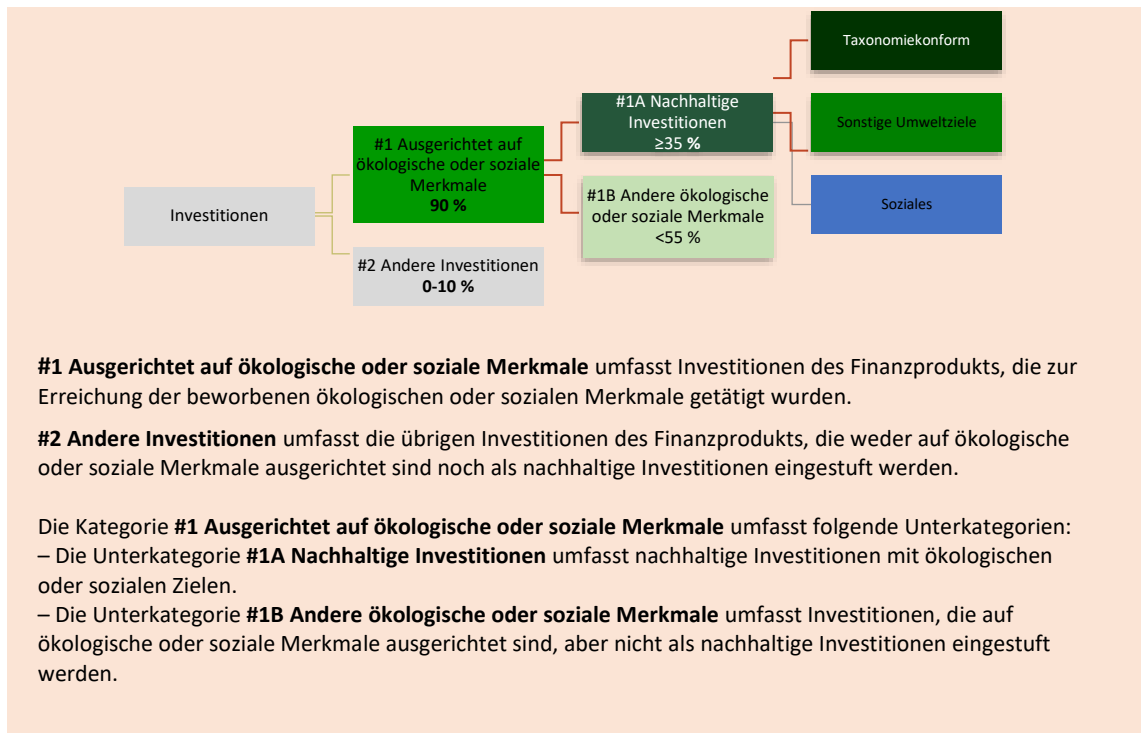 Taxonomiekonform
#1A Nachhaltige
Investitionen
≥35 %
Sonstige Umweltziele
#1 Ausgerichtet auf
ökologische oder soziale
Merkmale
90 %
#1B Andere ökologische
oder soziale Merkmale
<55 %
Soziales
Investitionen
#2 Andere Investitionen
0-10 %
#1 Ausgerichtet auf ökologische oder soziale Merkmale umfasst Investitionen des Finanzprodukts, die zur
Erreichung der beworbenen ökologischen oder sozialen Merkmale getätigt wurden.
#2 Andere Investitionen umfasst die übrigen Investitionen des Finanzprodukts, die weder auf ökologische
oder soziale Merkmale ausgerichtet sind noch als nachhaltige Investitionen eingestuft werden.
Die Kategorie #1 Ausgerichtet auf ökologische oder soziale Merkmale umfasst folgende Unterkategorien:
– Die Unterkategorie #1A Nachhaltige Investitionen umfasst nachhaltige Investitionen mit ökologischen
oder sozialen Zielen.
– Die Unterkategorie #1B Andere ökologische oder soziale Merkmale umfasst Investitionen, die auf
ökologische oder soziale Merkmale ausgerichtet sind, aber nicht als nachhaltige Investitionen eingestuft
werden.